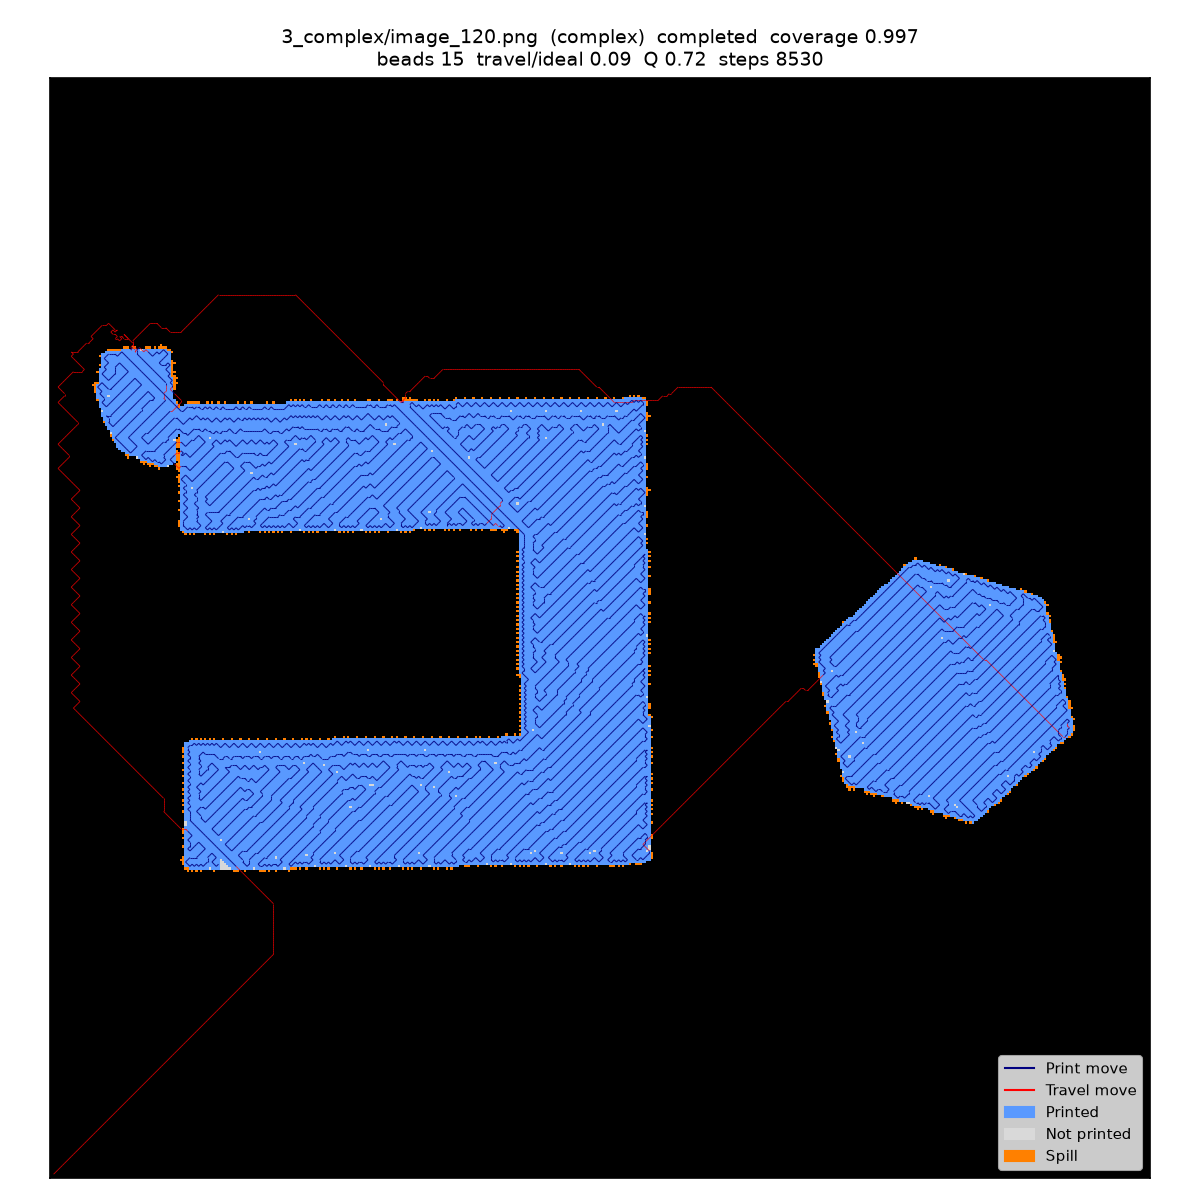 3_complex/image_120.png  (complex)  completed  coverage 0.997
beads 15  travel/ideal 0.09  Q 0.72  steps 8530
Print move
Travel move
Printed
Not printed
Spill